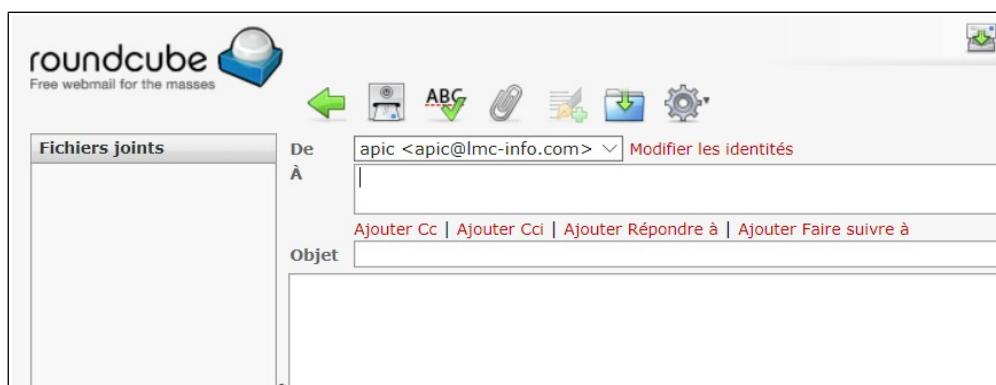 roundcube
Free webmail for the masses
ABC
Fichiers joints
De apic <apic@lmc-info.com> Modifier les identités
À
Ajouter Cc | Ajouter Cci | Ajouter Répondre à | Ajouter Faire suivre à
Objet